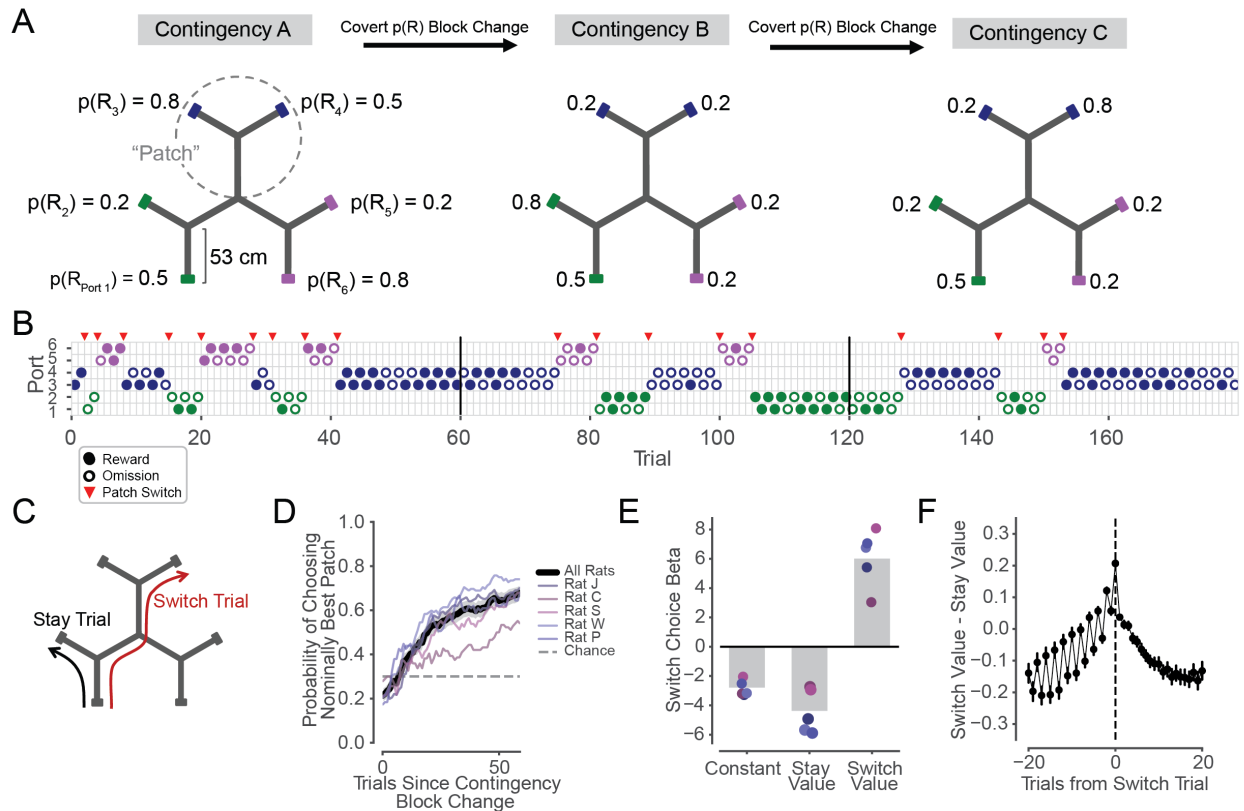 A
Contingency A
Covert p(R) Block Change
Contingency B
Covert p(R) Block Change
Contingency C
p(R3) = 0.8
p(R4) = 0.5
"Patch"
p(R2) = 0.2
p(R5) = 0.2
53 cm
p(RPort 1) = 0.5
p(R6) = 0.8
0.2
0.2
0.8
0.2
0.5
0.2
0.2
0.8
0.2
0.2
0.5
0.2
B
Port
6
5
4
3
2
1
0
20
40
60
80
100
120
140
160
Trial
Reward
Omission
Patch Switch
C
Stay Trial
Switch Trial
D
Probability of Choosing
Nominally Best Patch
1.0
0.8
0.6
0.4
0.2
0.0
0
50
Trials Since Contingency
Block Change
All Rats
Rat J
Rat C
Rat S
Rat W
Rat P
Chance
E
Switch Choice Beta
8
6
4
2
0
−2
−4
−6
Constant
Stay
Value
Switch
Value
F
Switch Value - Stay Value
0.3
0.2
0.1
0.0
−0.1
−0.2
−0.3
−20
0
20
Trials from Switch Trial